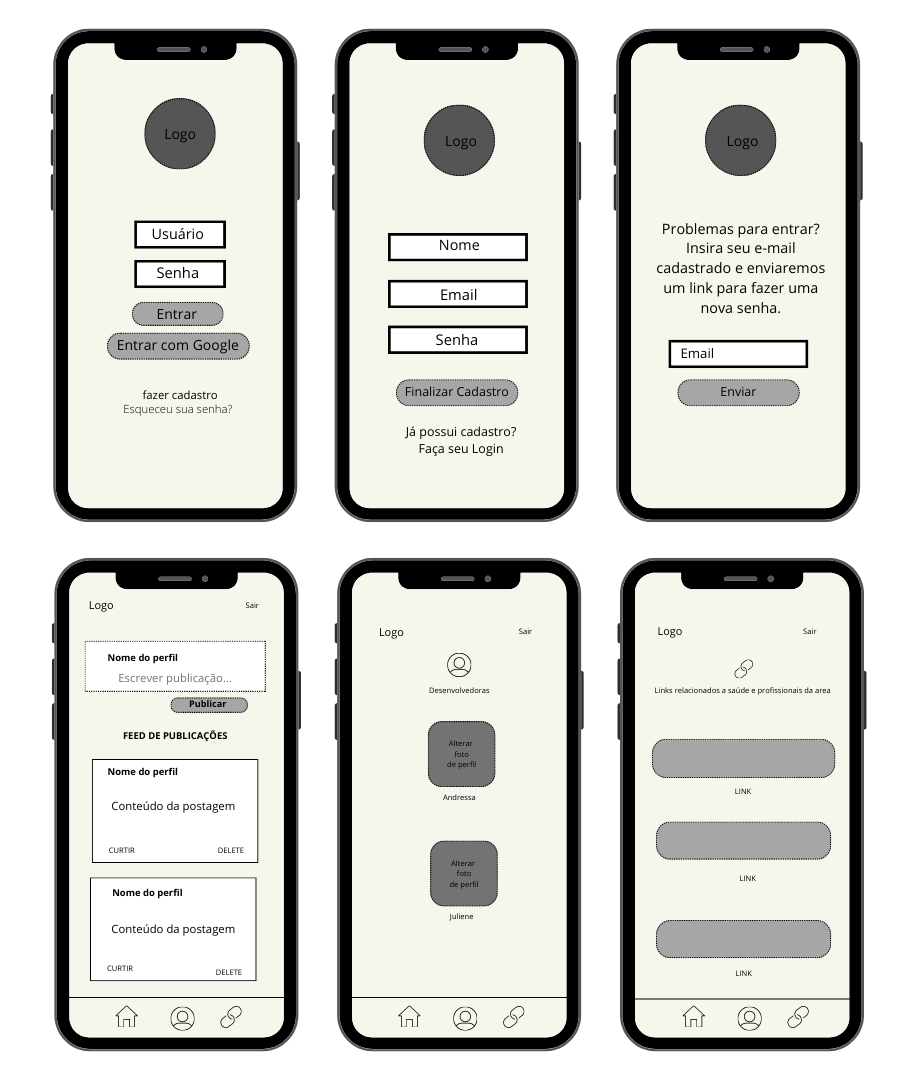 Logo
Usuário
Senha
Entrar
Entrar com Google
fazer cadastro
Esqueceu sua senha?
Logo
Nome
Email
Senha
Finalizar Cadastro
Já possui cadastro?
Faça seu Login
Logo
Problemas para entrar?
Insira seu e-mail
cadastrado e enviaremos
um link para fazer uma
nova senha.
Email
Enviar
Logo
Sair
Nome do perfil
Escrever publicação...
Publicar
FEED DE PUBLICAÇÕES
Nome do perfil
Conteúdo da postagem
CURTIR
DELETE
Nome do perfil
Conteúdo da postagem
CURTIR
DELETE
Logo
Sair
Desenvolvedoras
Alterar
foto
de perfil
Andressa
Alterar
foto
de perfil
Juliene
Logo
Sair
Links relacionados a saúde e profissionais da area
LINK
LINK
LINK